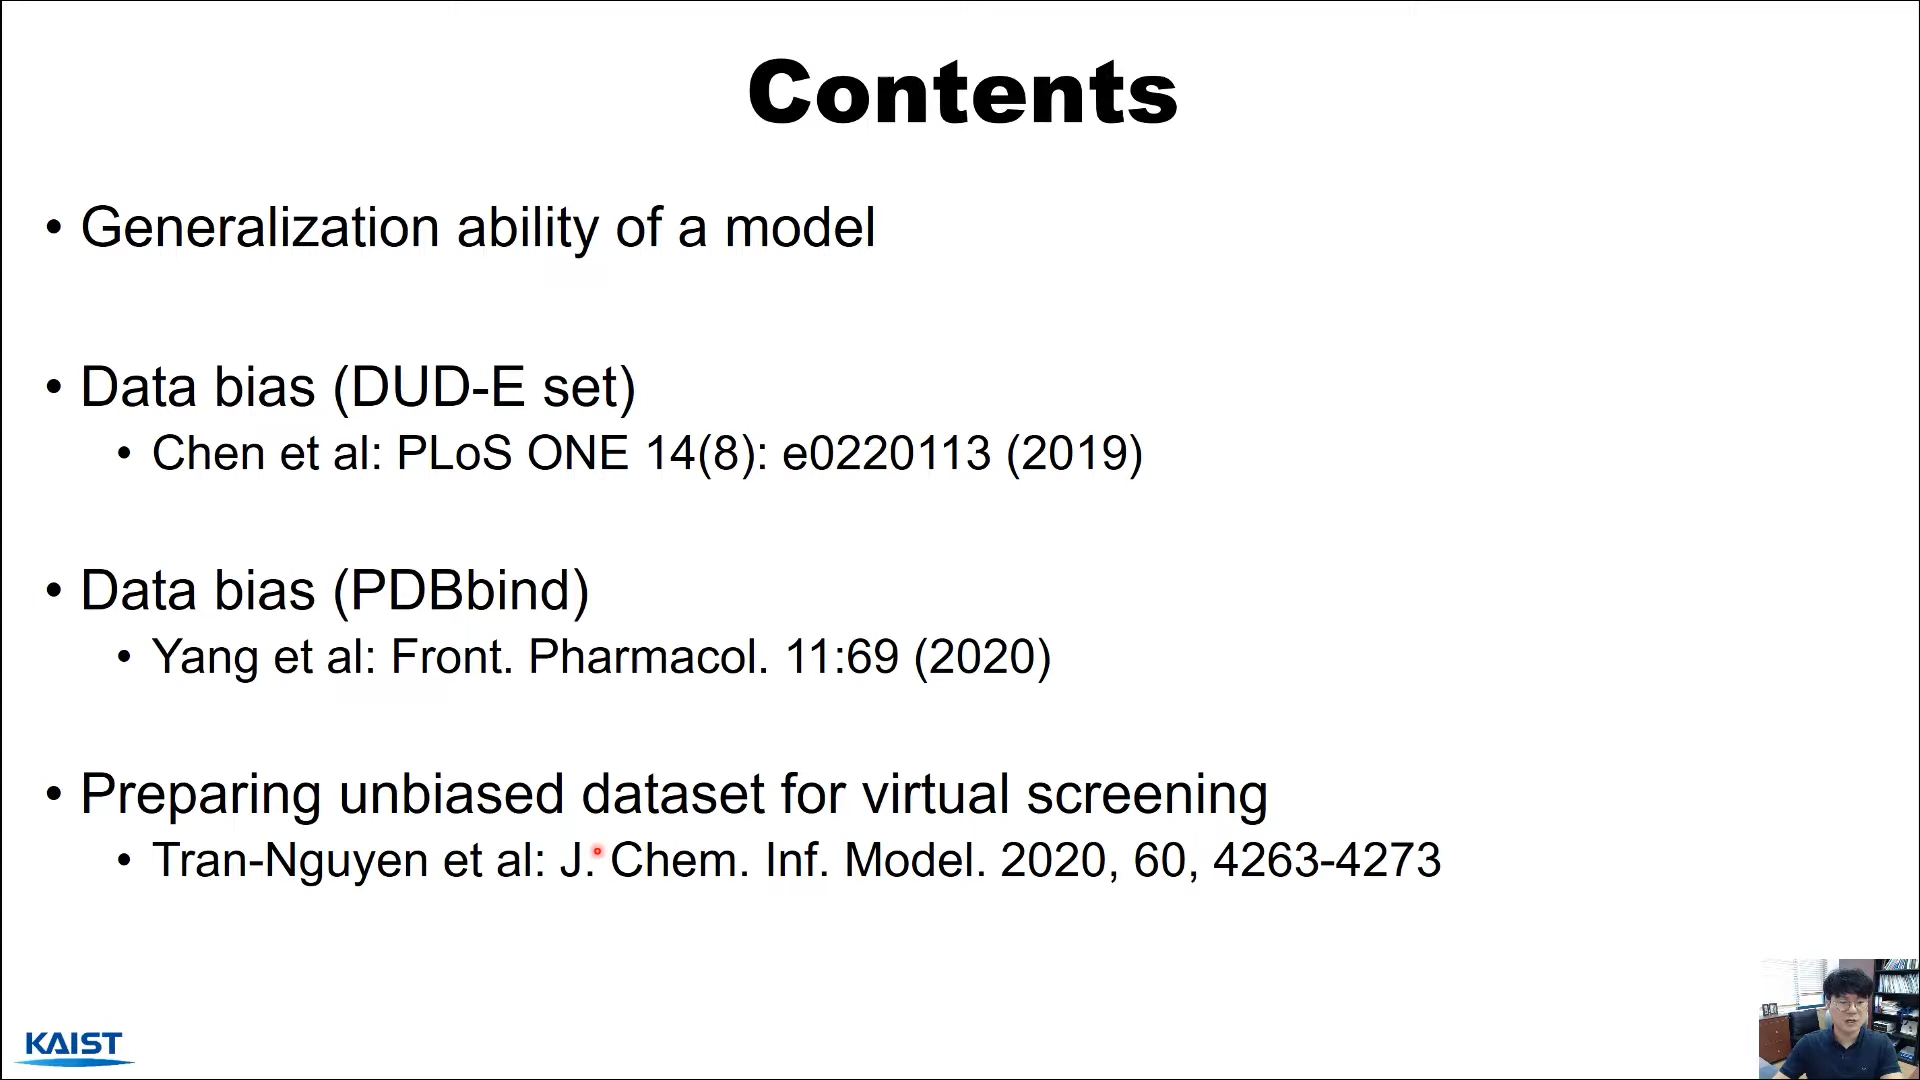 Contents
• Generalization ability of a model
• Data bias (DUD-E set)
• Chen et al: PLoS ONE 14(8): e0220113 (2019)
• Data bias (PDBbind)
• Yang et al: Front. Pharmacol. 11:69 (2020)
• Preparing unbiased dataset for virtual screening
• Tran-Nguyen et al: J. Chem. Inf. Model. 2020, 60, 4263-4273
KAIST